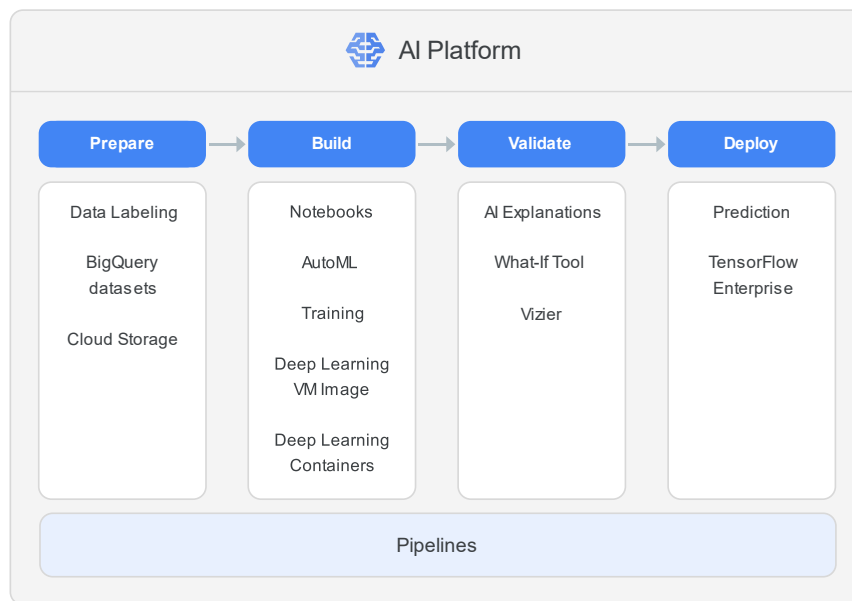 AI Platform
Prepare
Build
Validate
Deploy
Data Labeling
BigQuery
datasets
Cloud Storage
Notebooks
AutoML
Training
Deep Learning
VM Image
Deep Learning
Containers
AI Explanations
What-If Tool
Vizier
Prediction
TensorFlow
Enterprise
Pipelines